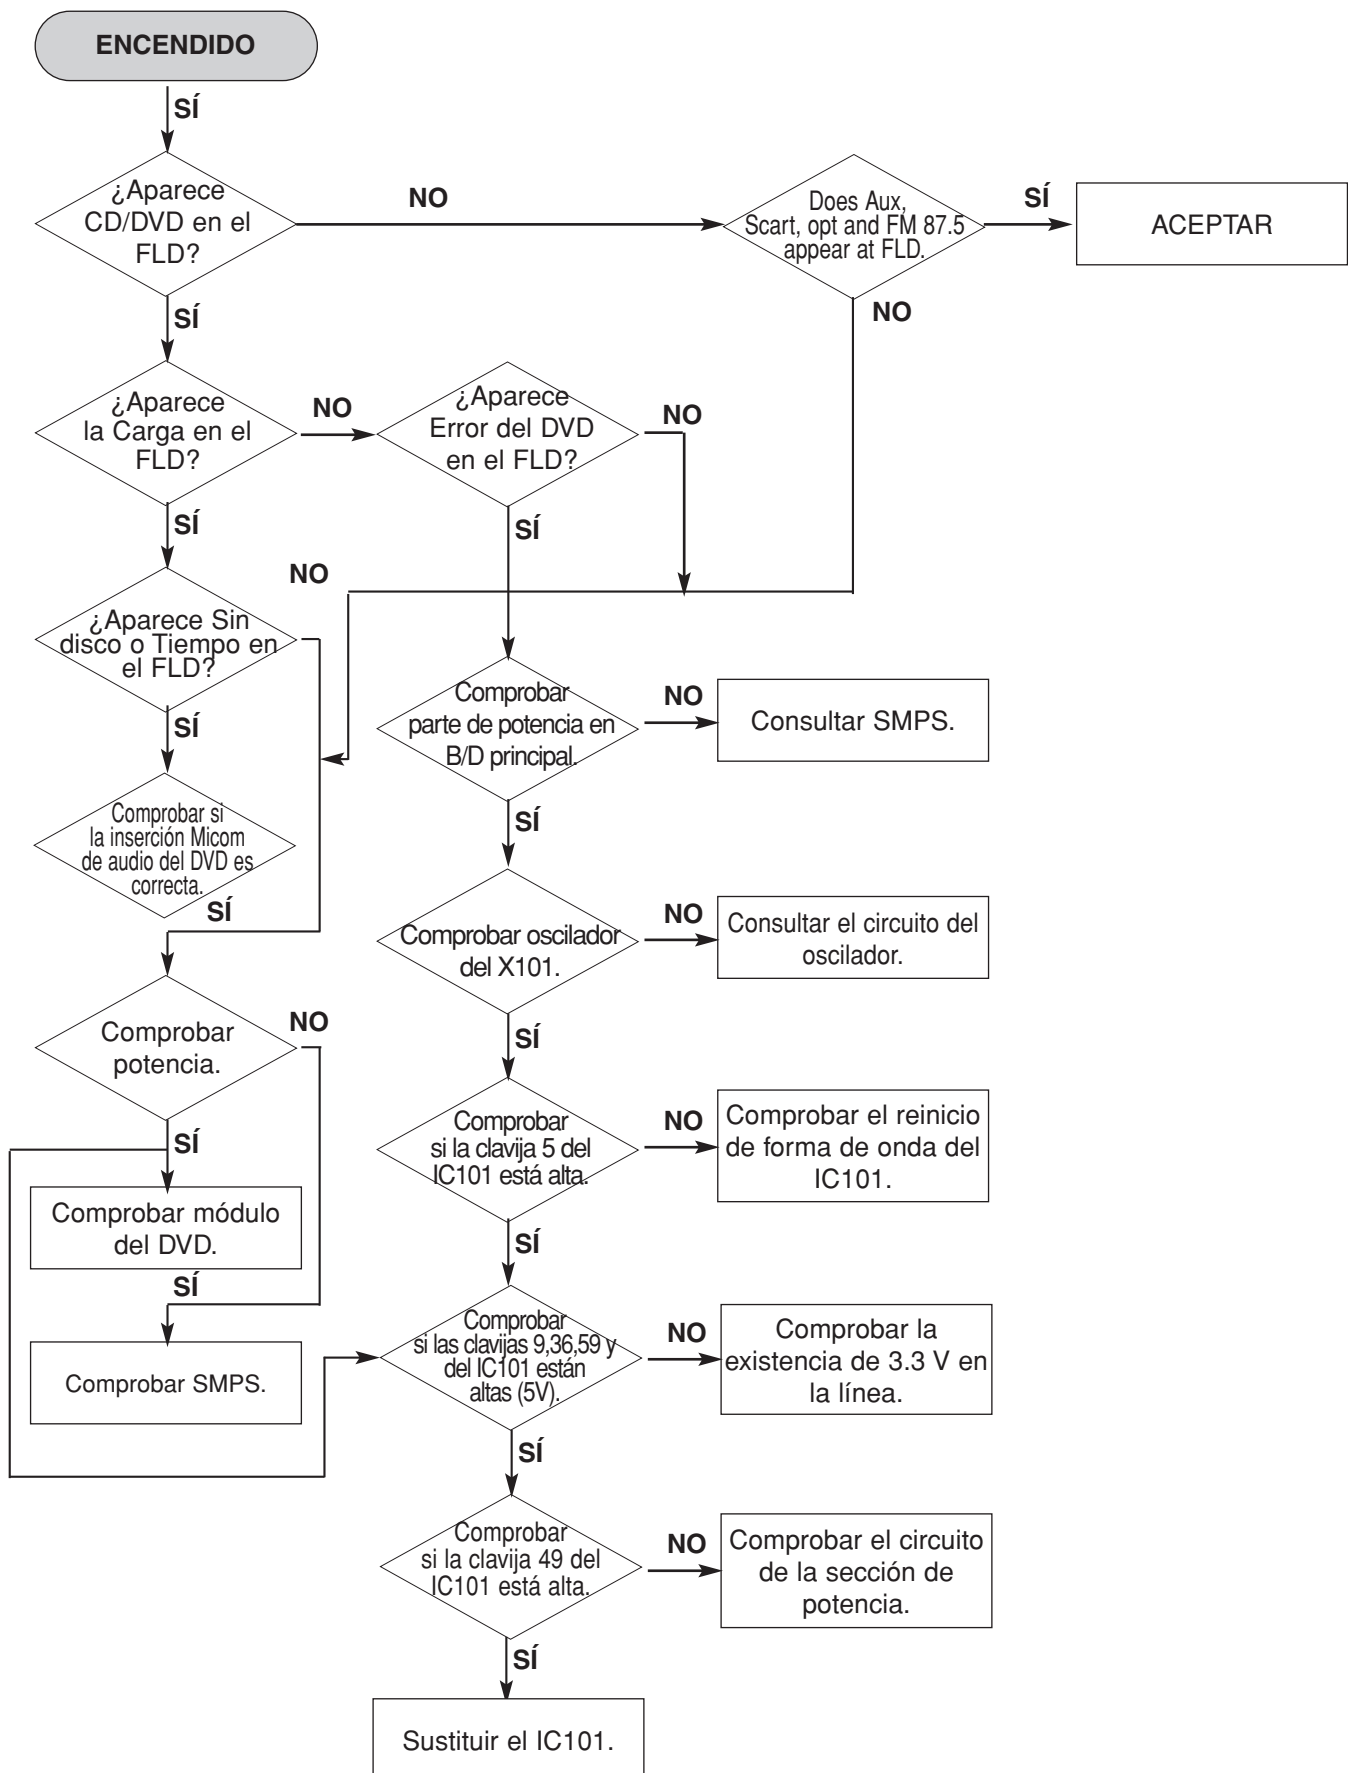 ENCENDIDO
SÍ
¿Aparece
CD/DVD en el
FLD?
NO
Does Aux,
Scart, opt and FM 87.5
appear at FLD.
SÍ
ACEPTAR
NO
SÍ
¿Aparece
la Carga en el
FLD?
NO
¿Aparece
Error del DVD
en el FLD?
NO
SÍ
SÍ
NO
¿Aparece Sin
disco o Tiempo en
el FLD?
SÍ
Comprobar
parte de potencia en
B/D principal.
NO
Consultar SMPS.
SÍ
Comprobar si
la inserción Micom
de audio del DVD es
correcta.
SÍ
Comprobar oscilador
del X101.
NO
Consultar el circuito del
oscilador.
SÍ
Comprobar
potencia.
NO
SÍ
Comprobar
si la clavija 5 del
IC101 está alta.
NO
Comprobar el reinicio
de forma de onda del
IC101.
SÍ
Comprobar módulo
del DVD.
SÍ
Comprobar SMPS.
Comprobar
si las clavijas 9,36,59 y
del IC101 están
altas (5V).
NO
Comprobar la
existencia de 3.3 V en
la línea.
SÍ
Comprobar
si la clavija 49 del
IC101 está alta.
NO
Comprobar el circuito
de la sección de
potencia.
SÍ
Sustituir el IC101.